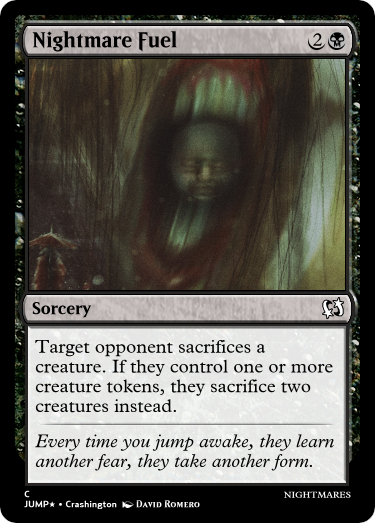 Nightmare Fuel 2
Sorcery
Target opponent sacrifices a
creature. If they control one or more
creature tokens, they sacrifice two
creatures instead.
Every time you jump awake, they learn
another fear, they take another form.
C
NIGHTMARES
JUMP★ • Crashington David Romero